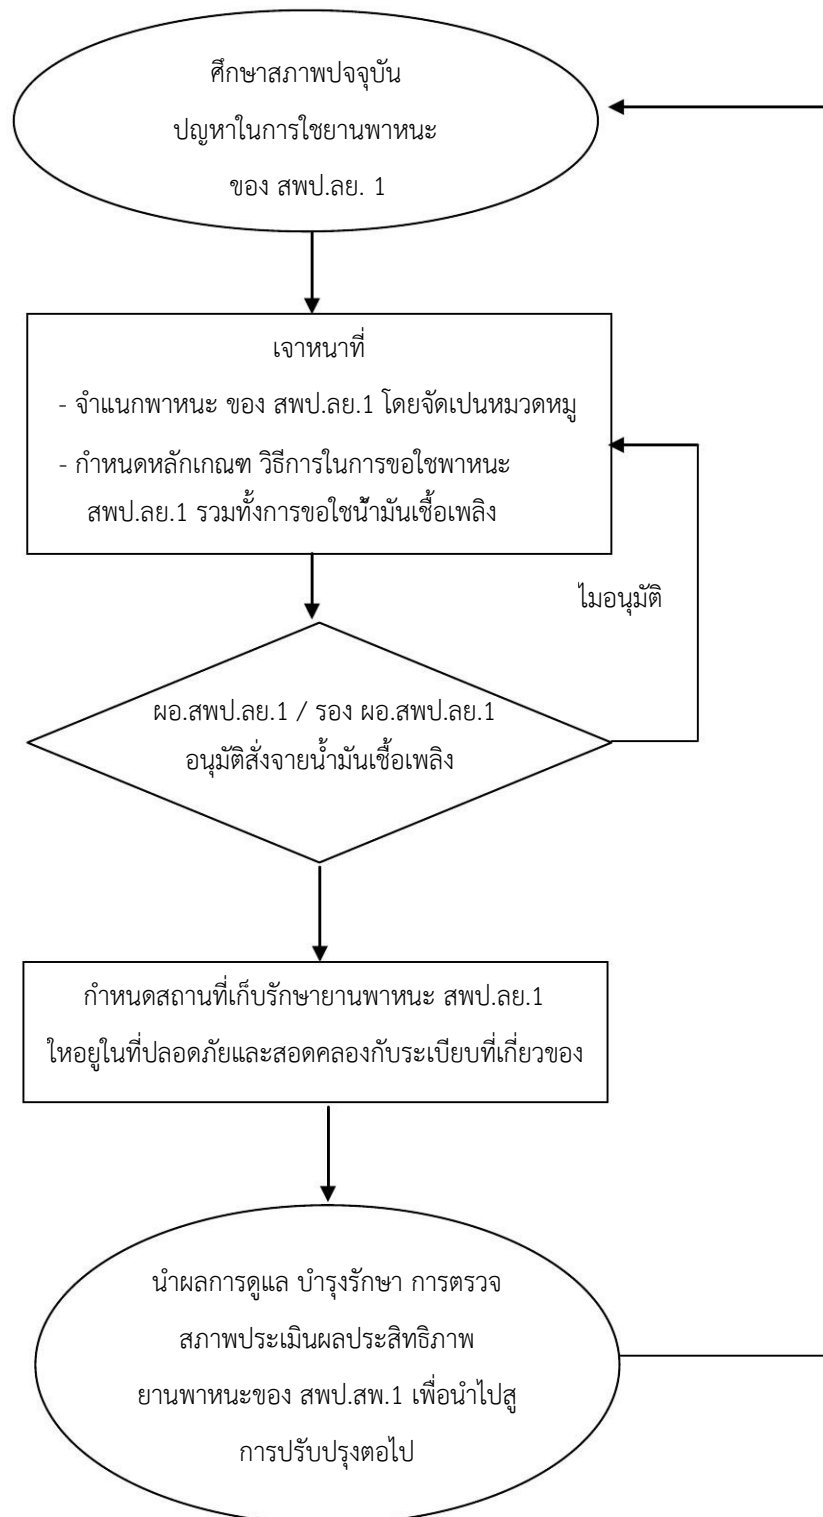 ศึกษาสภาพปจจุบัน
ปญหาในการใชยานพาหนะ
ของ สพป.ลย. 1
เจาหนาที่
- จำแนกพาหนะ ของ สพป.ลย.1 โดยจัดเปนหมวดหมู
- กำหนดหลักเกณฑ วิธีการในการขอใชพาหนะ
สพป.ลย.1 รวมทั้งการขอใชน้ำมันเชื้อเพลิง
ไมอนุมัติ
ผอ.สพป.ลย.1 / รอง ผอ.สพป.ลย.1
อนุมัติสั่งจายน้ำมันเชื้อเพลิง
กำหนดสถานที่เก็บรักษายานพาหนะ สพป.ลย.1
ใหอยูในที่ปลอดภัยและสอดคลองกับระเบียบที่เกี่ยวของ
นำผลการดูแล บำรุงรักษา การตรวจ
สภาพประเมินผลประสิทธิภาพ
ยานพาหนะของ สพป.สพ.1 เพื่อนำไปสู
การปรับปรุงตอไป